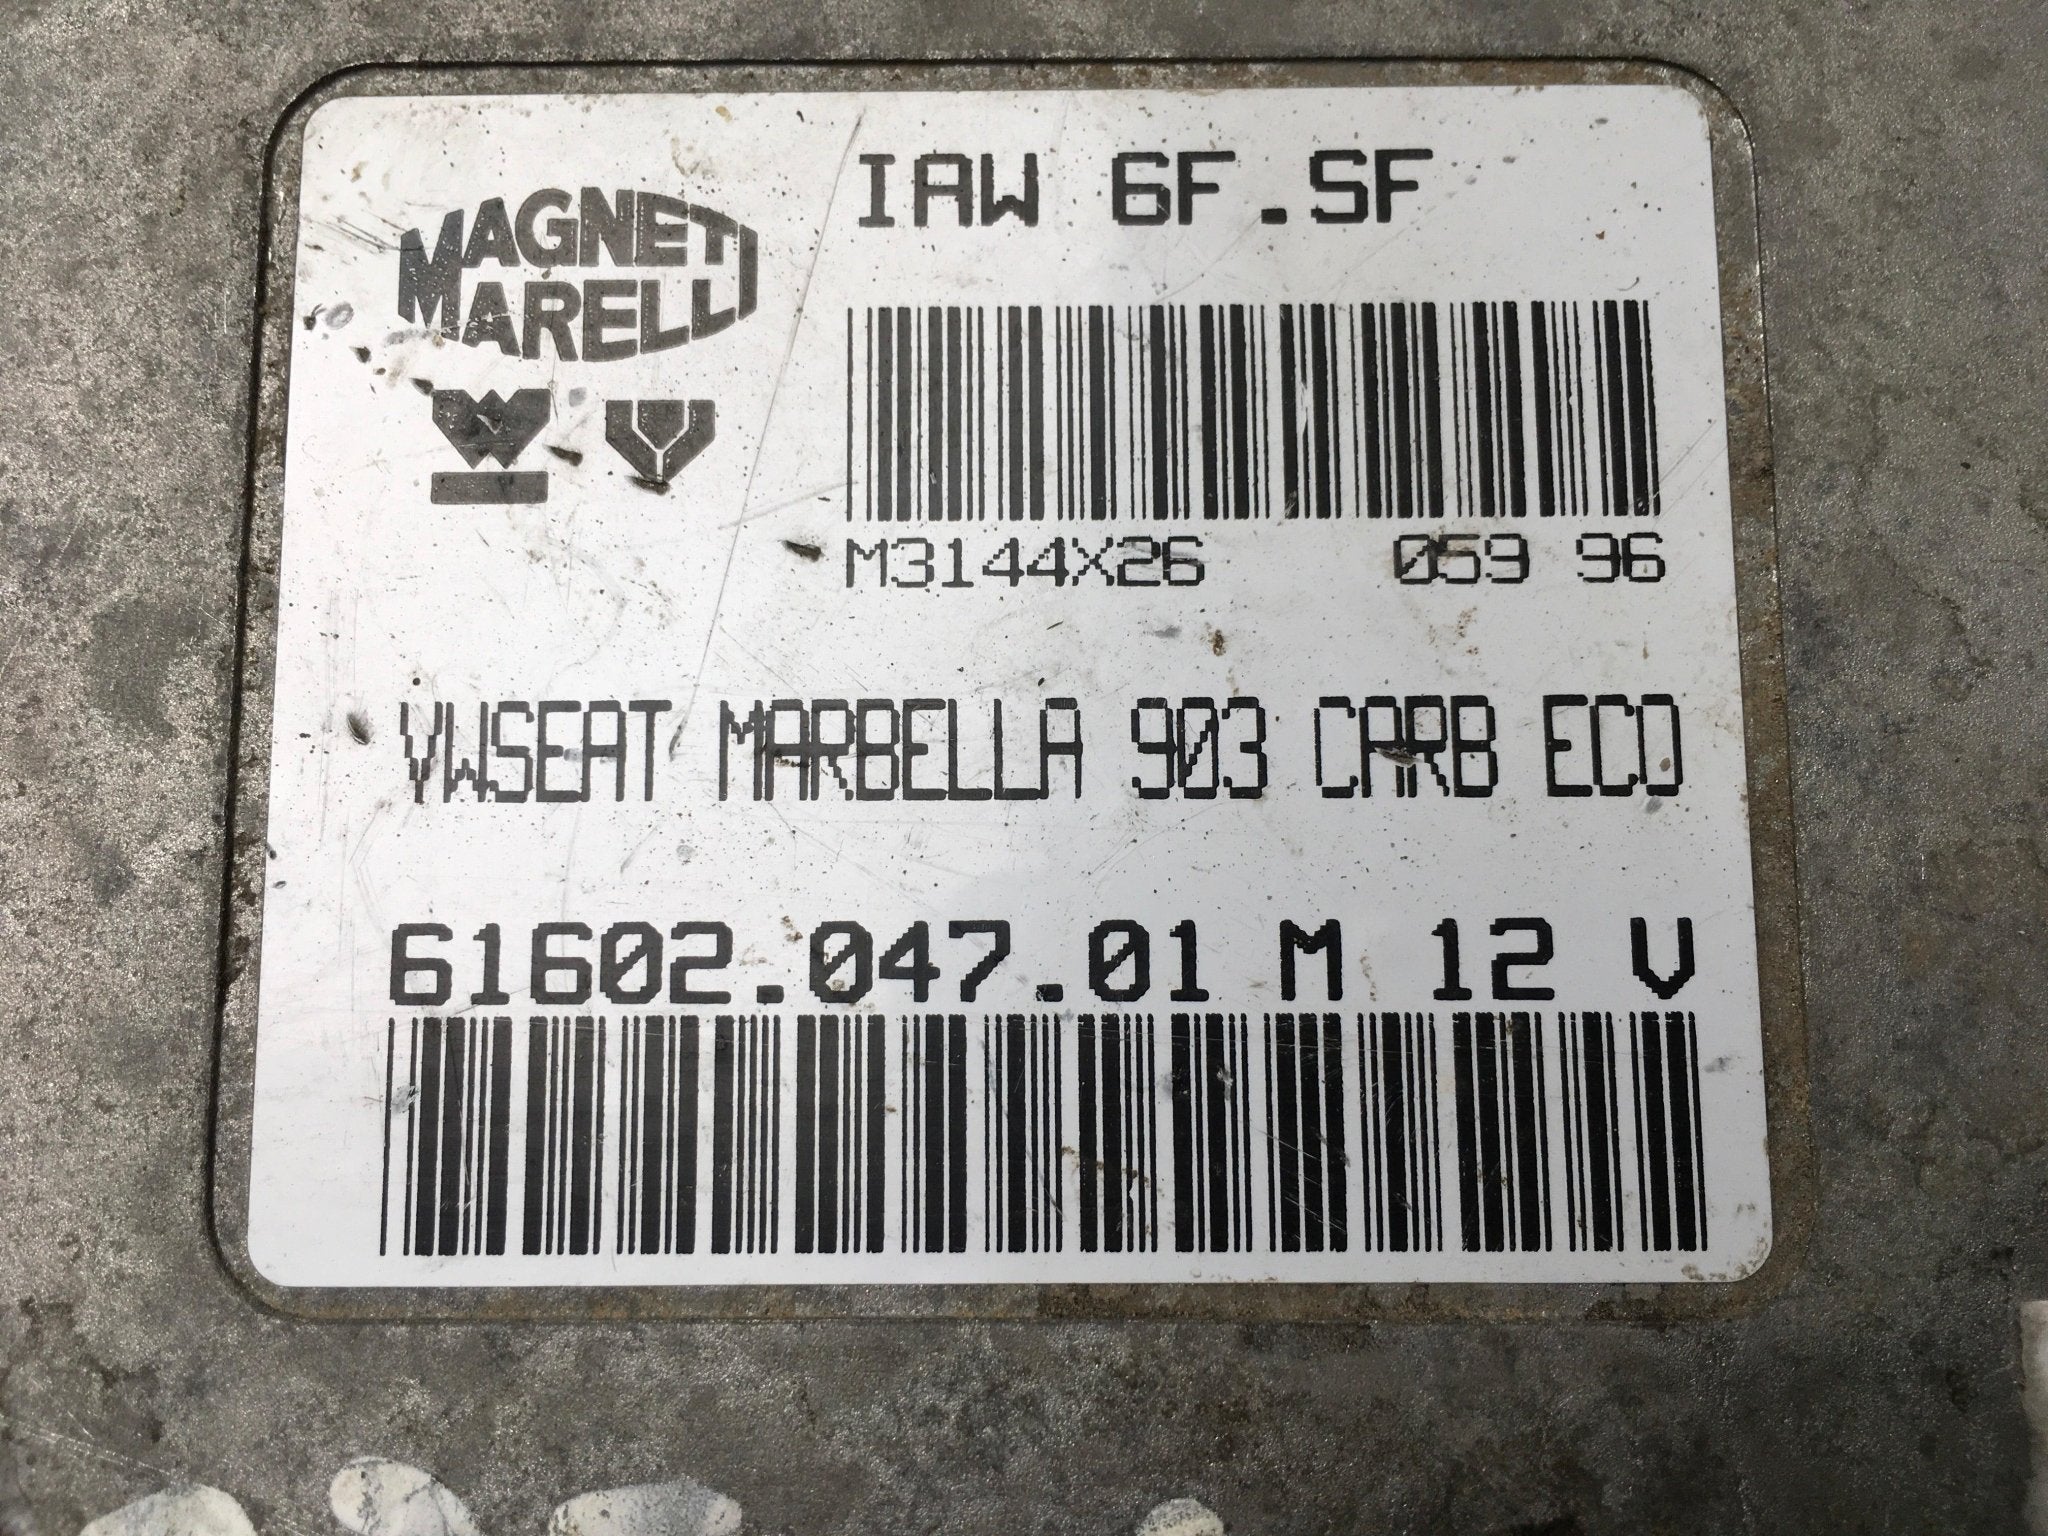 MAGNETI
MARELLI
W
IAW 6F.SF
M3144X26 059 96
VWSEAT MARBELLA 903 CARB ECO
61602.047.01 M 12 V